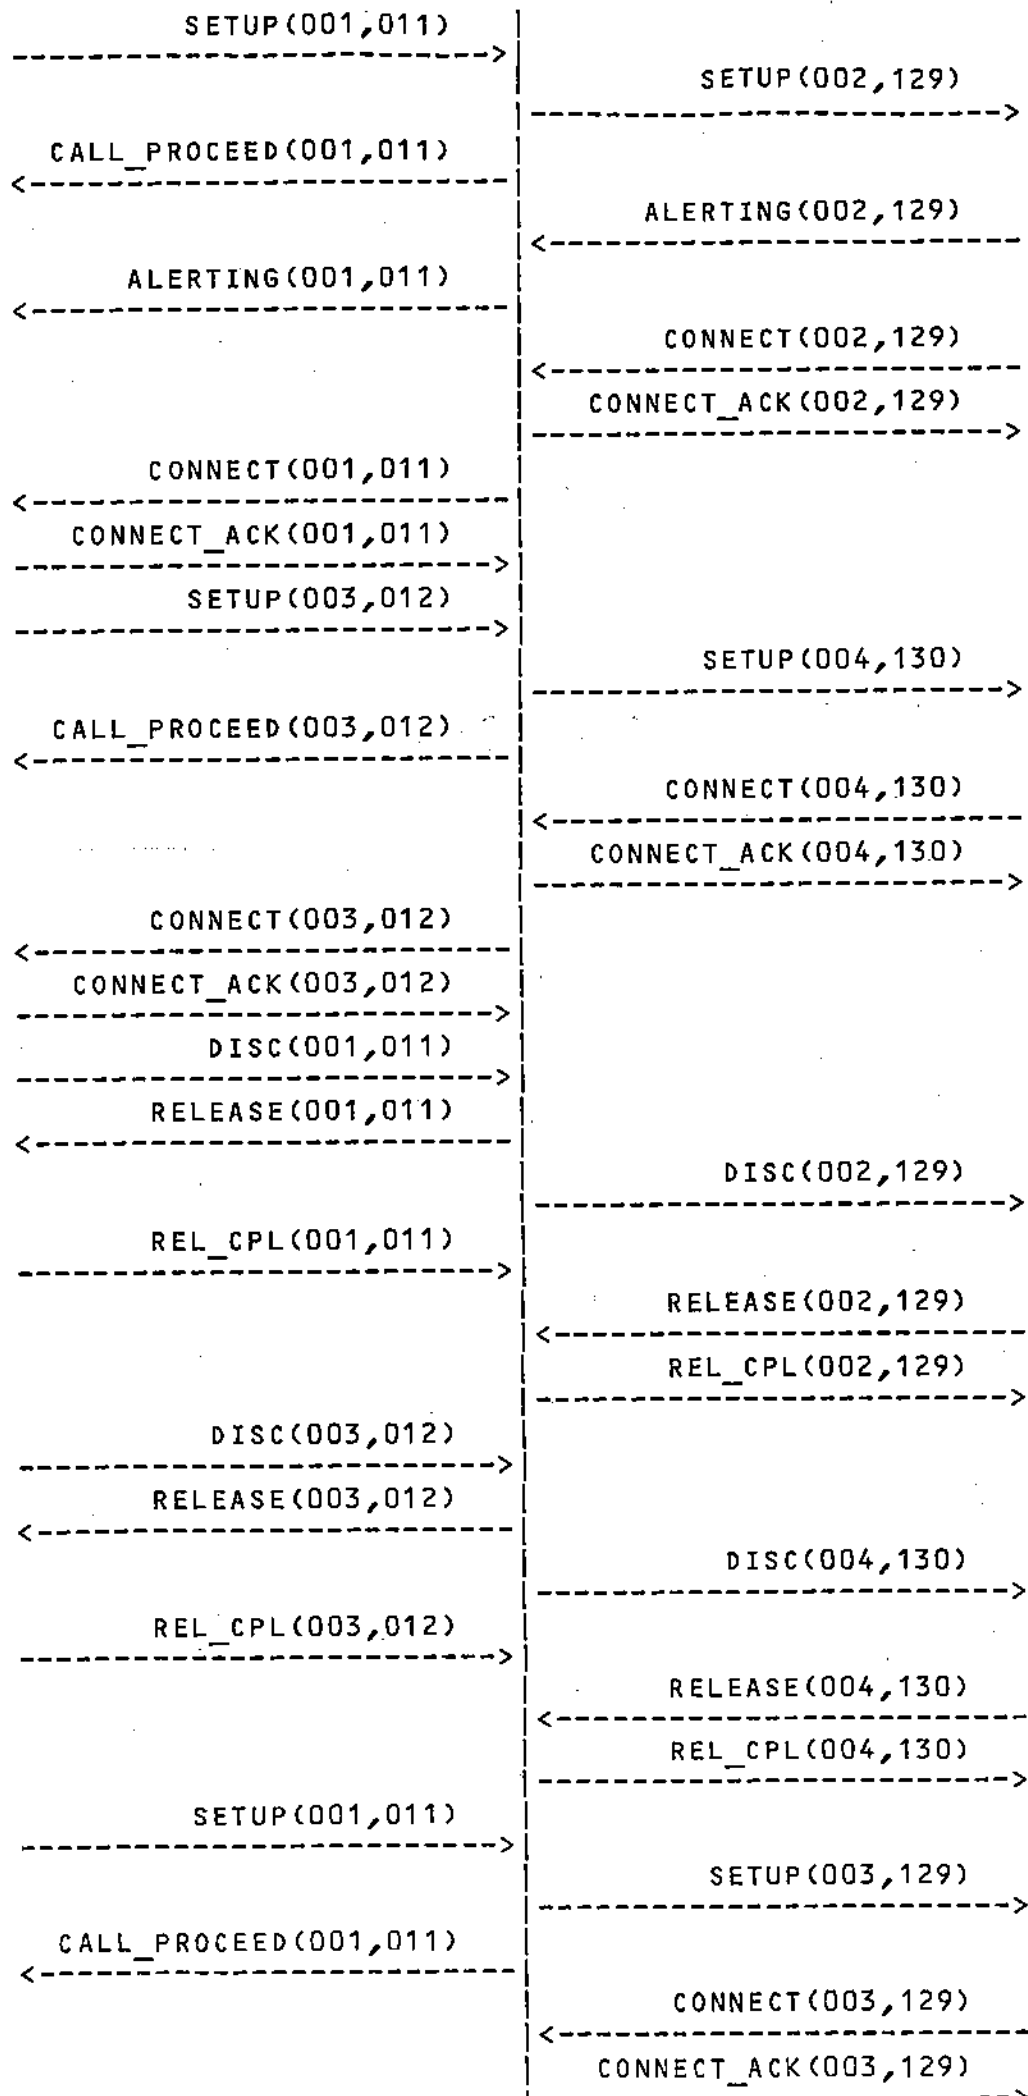 SETUP(001,011)
SETUP(002,129)
CALL_PROCEED(001,011)
ALERTING(002,129)
ALERTING(001,011)
CONNECT(002,129)
CONNECT_ACK(002,129)
CONNECT(001,011)
CONNECT_ACK(001,011)
SETUP(003,012)
SETUP(004,130)
CALL_PROCEED(003,012)
CONNECT(004,130)
CONNECT_ACK(004,130)
CONNECT(003,012)
CONNECT_ACK(003,012)
DISC(001,011)
RELEASE(001,011)
DISC(002,129)
REL_CPL(001,011)
RELEASE(002,129)
REL_CPL(002,129)
DISC(003,012)
RELEASE(003,012)
DISC(004,130)
REL_CPL(003,012)
RELEASE(004,130)
REL_CPL(004,130)
SETUP(001,011)
SETUP(003,129)
CALL_PROCEED(001,011)
CONNECT(003,129)
CONNECT_ACK(003,129)